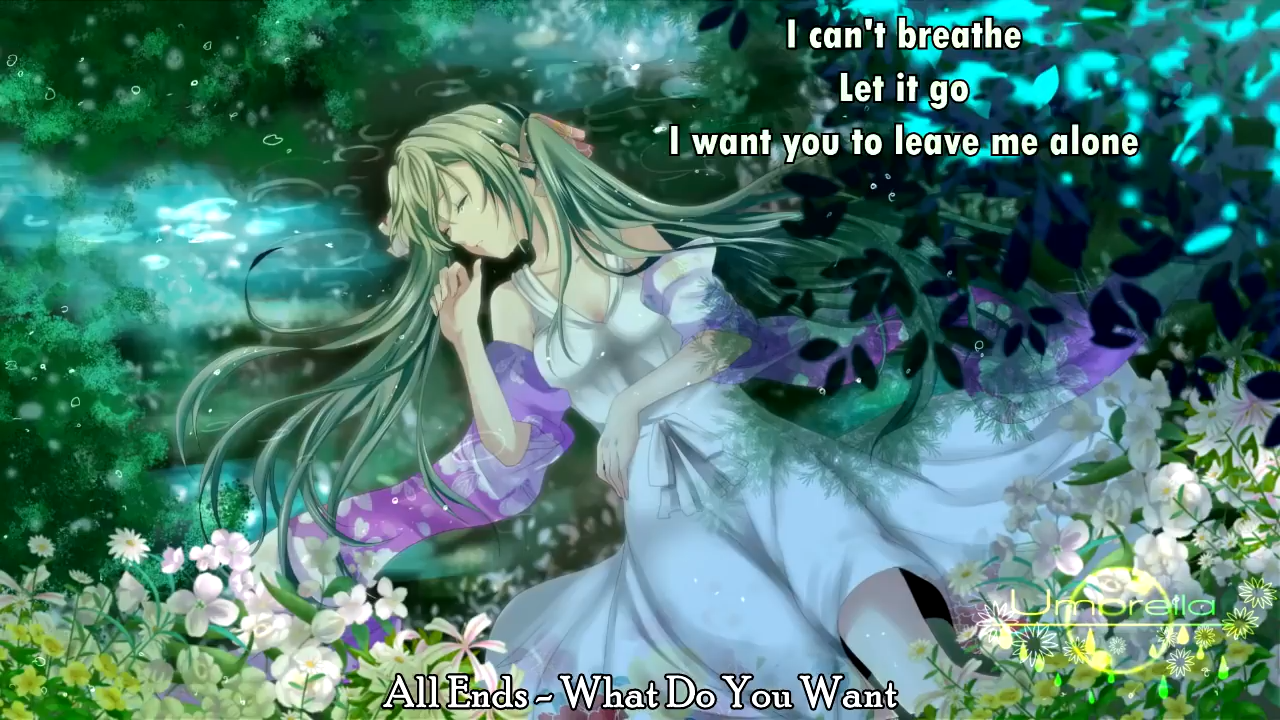 I can't breathe
Let it go
I want you to leave me alone
Umbrella
All Ends ~ What Do You Want